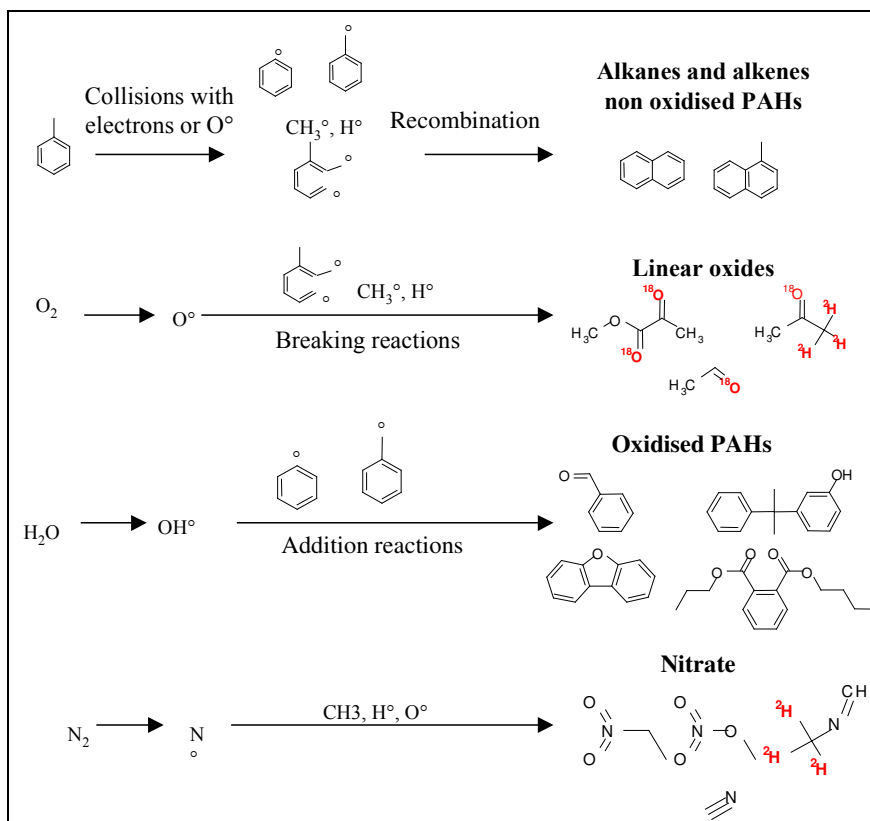 Collisions with
electrons or O°
CH₃°, H°
Recombination
Alkanes and alkenes
non oxidised PAHs
O₂
O°
CH₃°, H°
Breaking reactions
Linear oxides
¹⁸O
O
H₃C
CH₃
¹⁸O
¹⁸O
²H
H₃C
²H
²H
H₃C
¹⁸O
H₂O
OH°
Addition reactions
Oxidised PAHs
O
OH
O
O
O
O
O
N₂
N
°
CH3, H°, O°
Nitrate
O
N
O
O
N
O
O
CH
N
²H
²H
²H
N